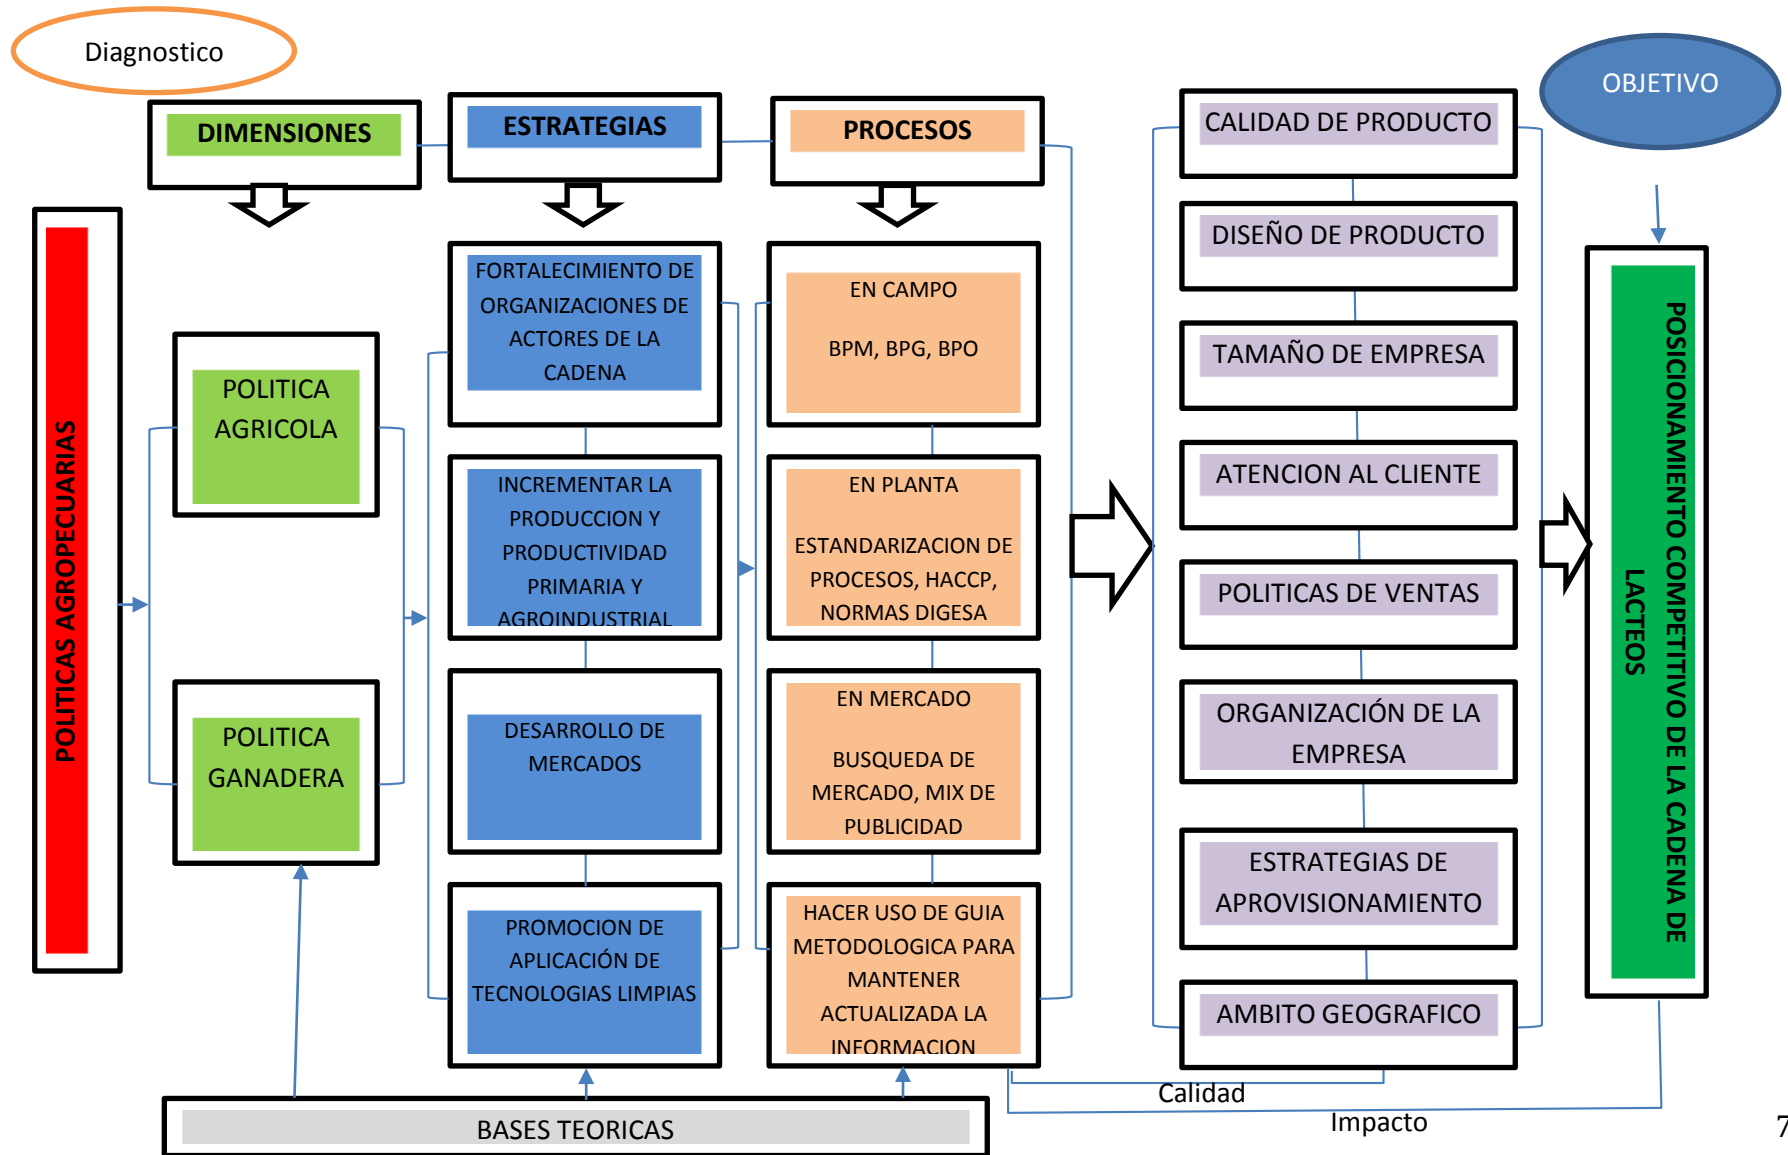 Diagnostico
OBJETIVO
DIMENSIONES
ESTRATEGIAS
PROCESOS
POLITICAS AGROPECUARIAS
POLITICA
AGRICOLA
POLITICA
GANADERA
FORTALECIMIENTO DE
ORGANIZACIONES DE
ACTORES DE LA
CADENA
INCREMENTAR LA
PRODUCCION Y
PRODUCTIVIDAD
PRIMARIA Y
AGROINDUSTRIAL
DESARROLLO DE
MERCADOS
PROMOCION DE
APLICACIÓN DE
TECNOLOGIAS LIMPIAS
EN CAMPO
BPM, BPG, BPO
EN PLANTA
ESTANDARIZACION DE
PROCESOS, HACCP,
NORMAS DIGESA
EN MERCADO
BUSQUEDA DE
MERCADO, MIX DE
PUBLICIDAD
HACER USO DE GUIA
METODOLOGICA PARA
MANTENER
ACTUALIZADA LA
INFORMACION
CALIDAD DE PRODUCTO
DISEÑO DE PRODUCTO
TAMAÑO DE EMPRESA
ATENCION AL CLIENTE
POLITICAS DE VENTAS
ORGANIZACIÓN DE LA
EMPRESA
ESTRATEGIAS DE
APROVISIONAMIENTO
AMBITO GEOGRAFICO
POSICIONAMIENTO COMPETITIVO DE LA CADENA DE
LACTEOS
Calidad
Impacto
BASES TEORICAS
7